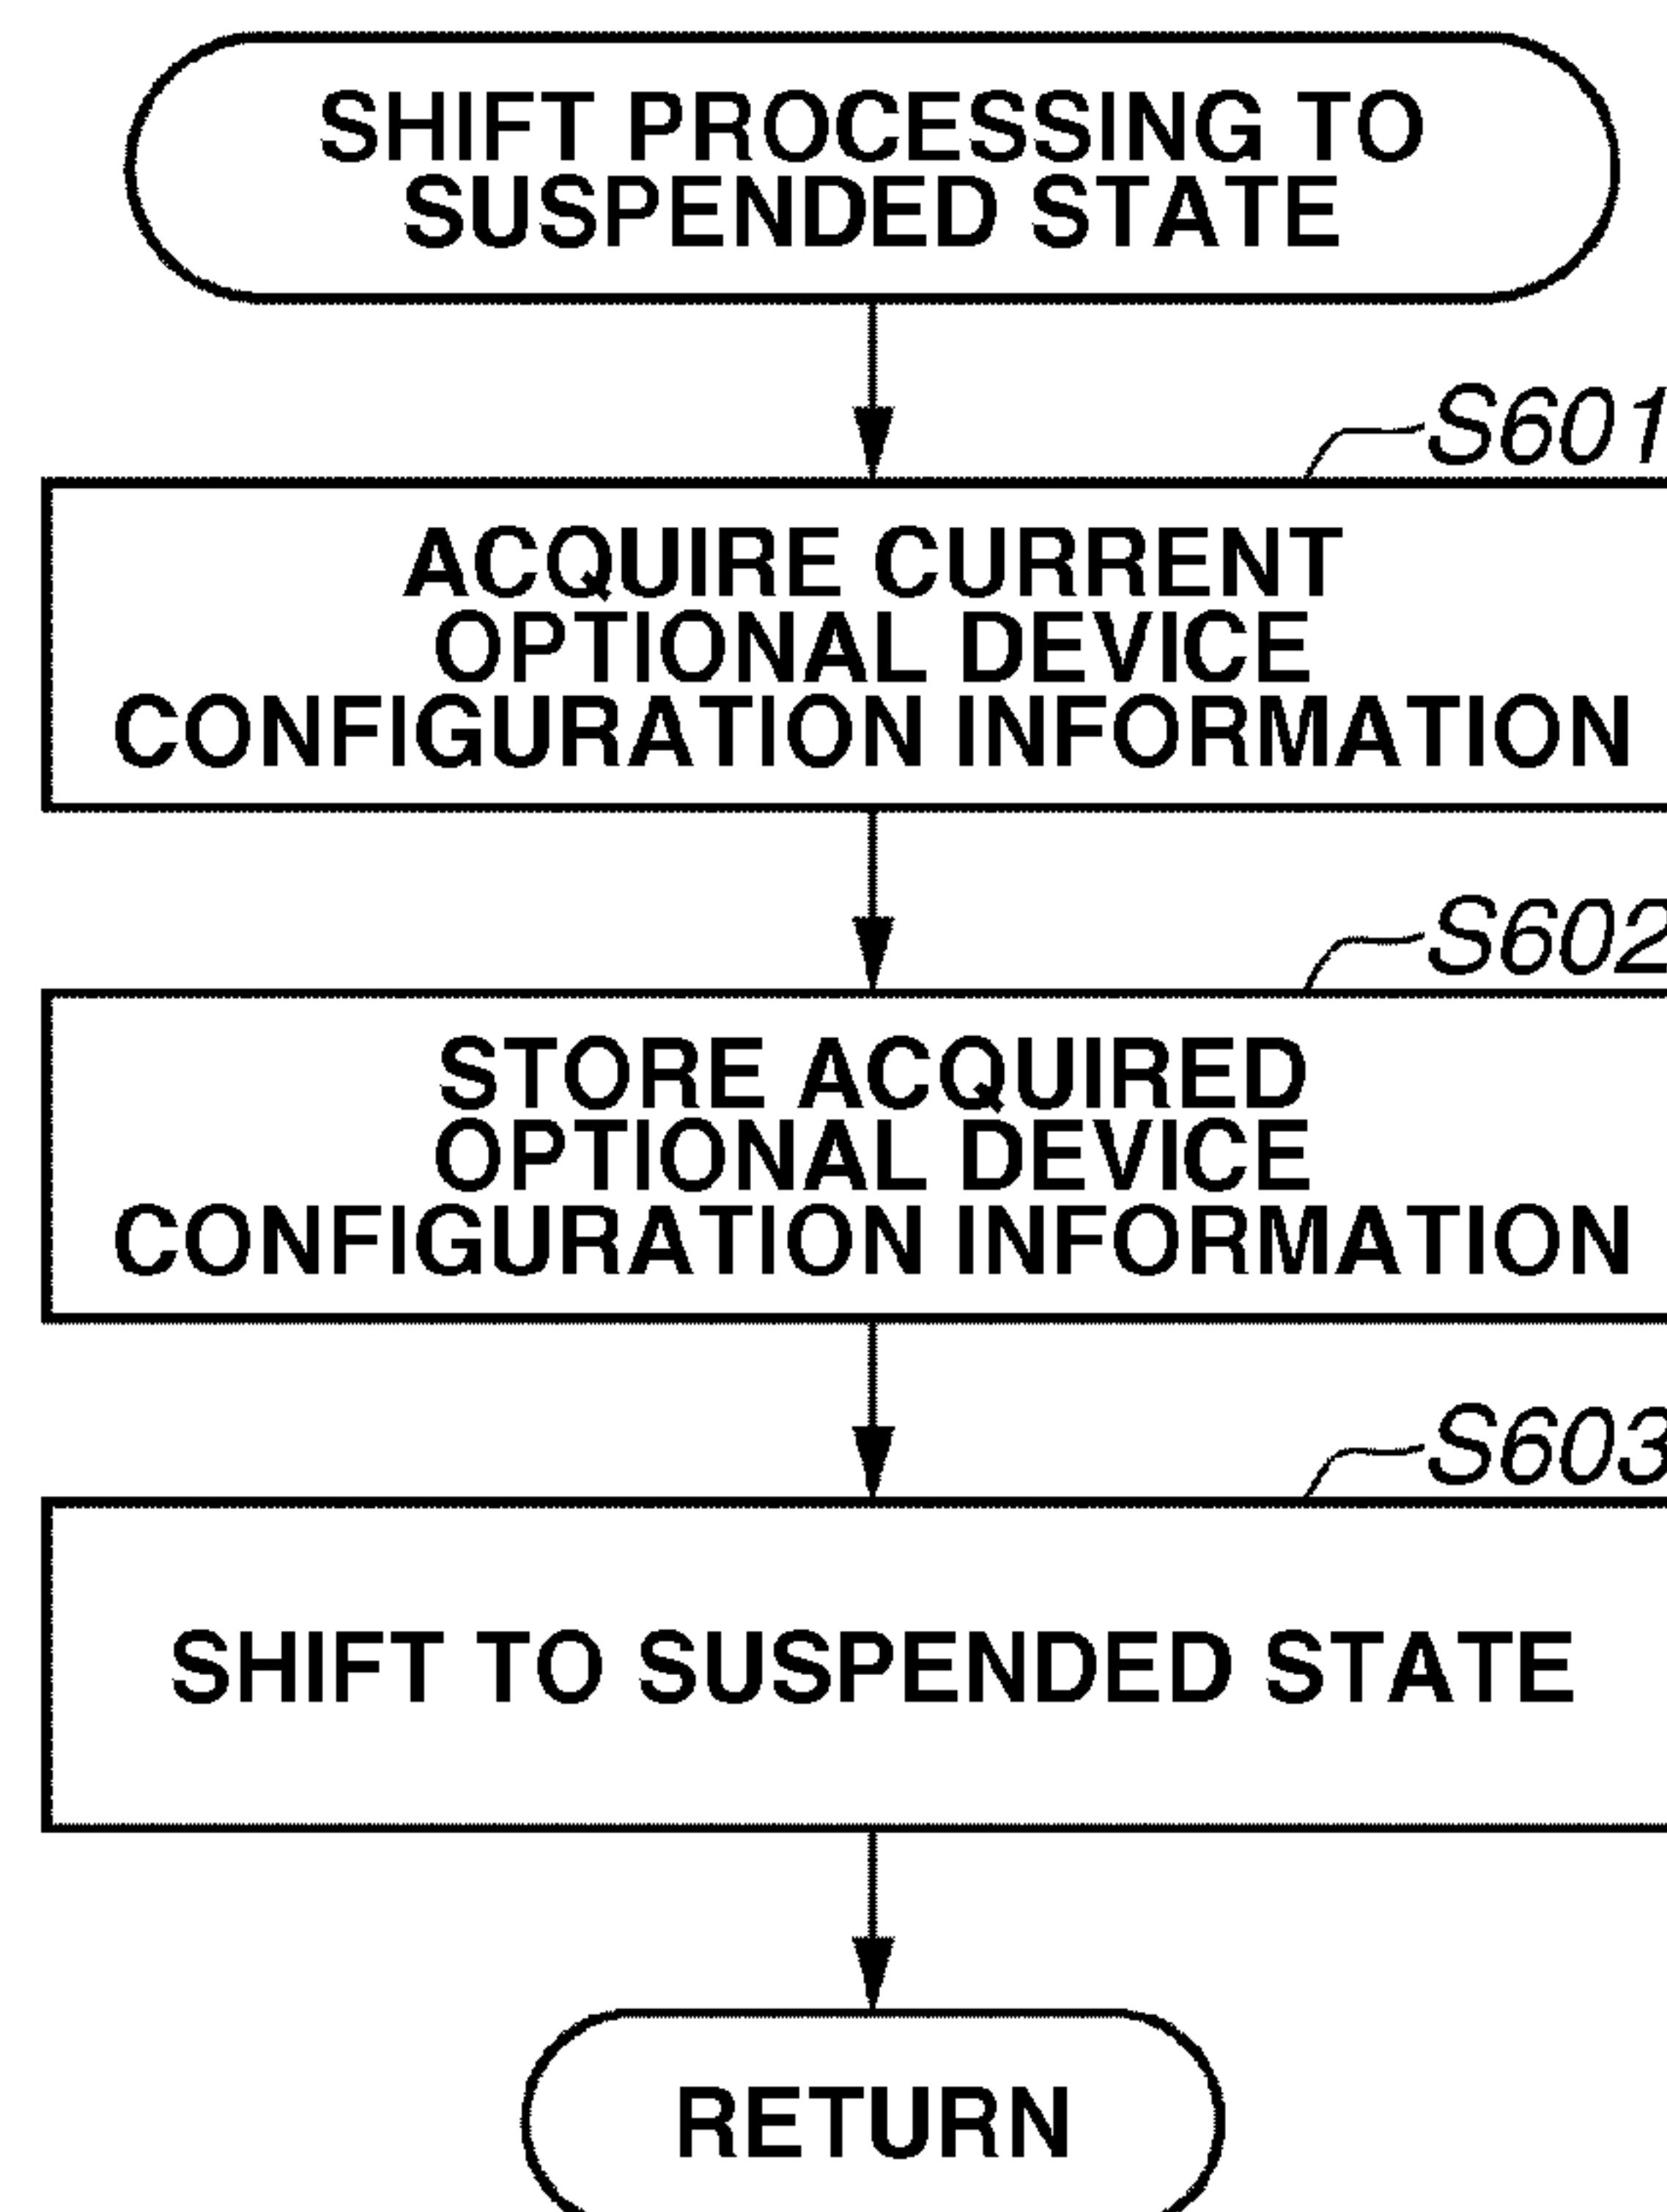 SHIFT PROCESSING TO
SUSPENDED STATE
S601
ACQUIRE CURRENT
OPTIONAL DEVICE
CONFIGURATION INFORMATION
S602
STORE ACQUIRED
OPTIONAL DEVICE
CONFIGURATION INFORMATION
S603
SHIFT TO SUSPENDED STATE
RETURN